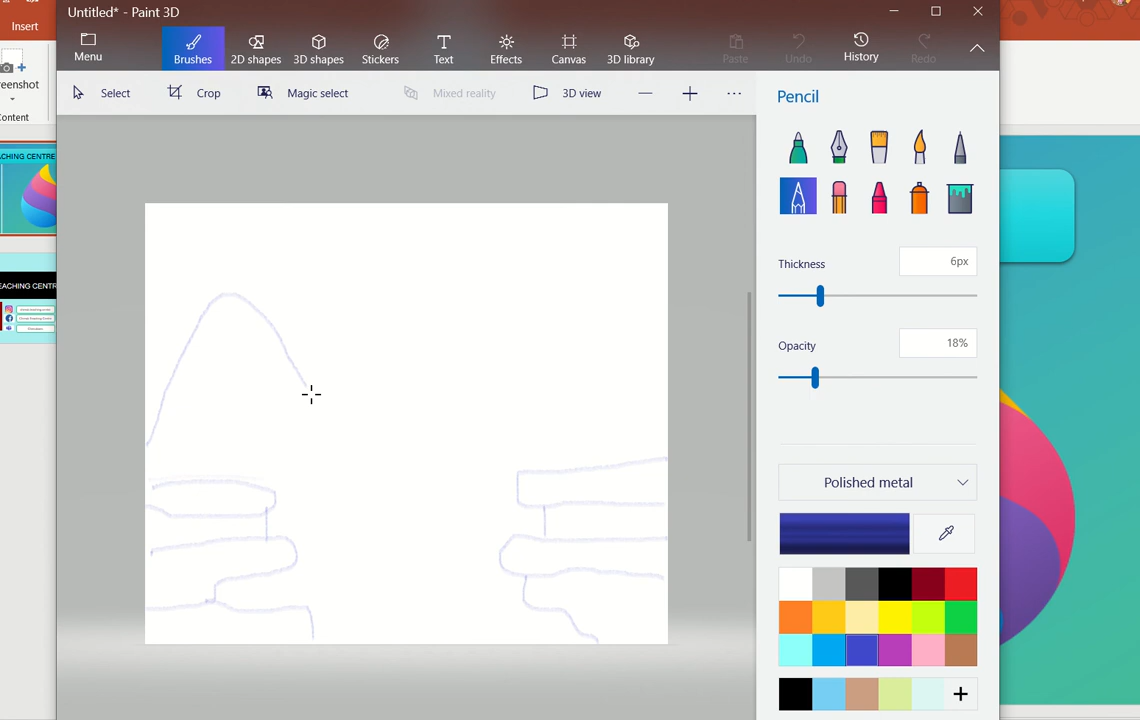 Untitled* - Paint 3D
Insert
Menu
Brushes
2D shapes
3D shapes
Stickers
Text
Effects
Canvas
3D library
Paste
Undo
History
Redo
reenshot
Content
Select
Crop
Magic select
Mixed reality
3D view
Pencil
ACHING CENTRE
Thickness
6px
EACHING CENTRE
Opacity
18%
Polished metal